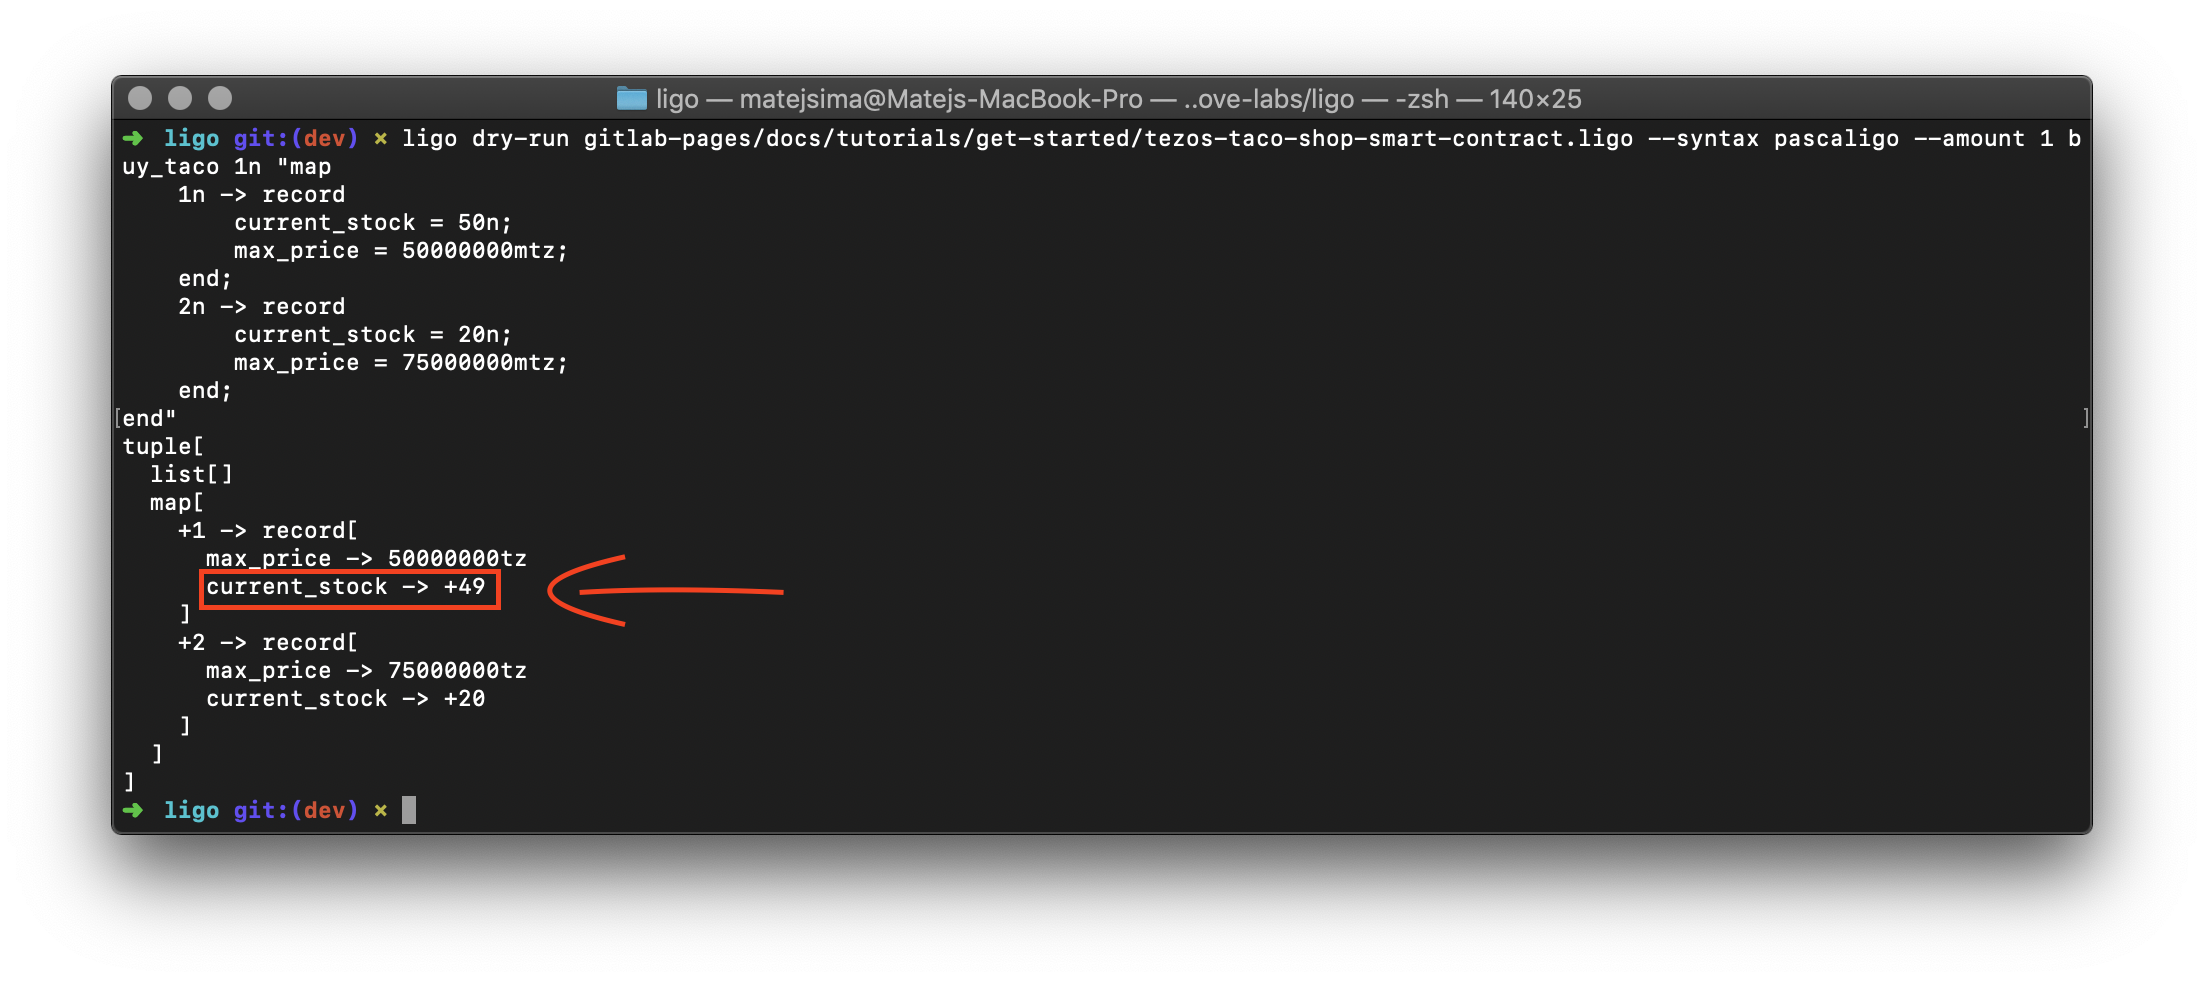 ligo — matejsima@Matejs-MacBook-Pro — ..ove-labs/ligo — -zsh — 140×25
➜  ligo git:(dev) × ligo dry-run gitlab-pages/docs/tutorials/get-started/tezos-taco-shop-smart-contract.ligo --syntax pascaligo --amount 1 b
uy_taco 1n "map
    1n -> record
        current_stock = 50n;
        max_price = 50000000mtz;
    end;
    2n -> record
        current_stock = 20n;
        max_price = 75000000mtz;
    end;
[end" ]
tuple[
  list[]
  map[
    +1 -> record[
      max_price -> 50000000tz
      current_stock -> +49
    ]
    +2 -> record[
      max_price -> 75000000tz
      current_stock -> +20
    ]
  ]
]
➜  ligo git:(dev) ×